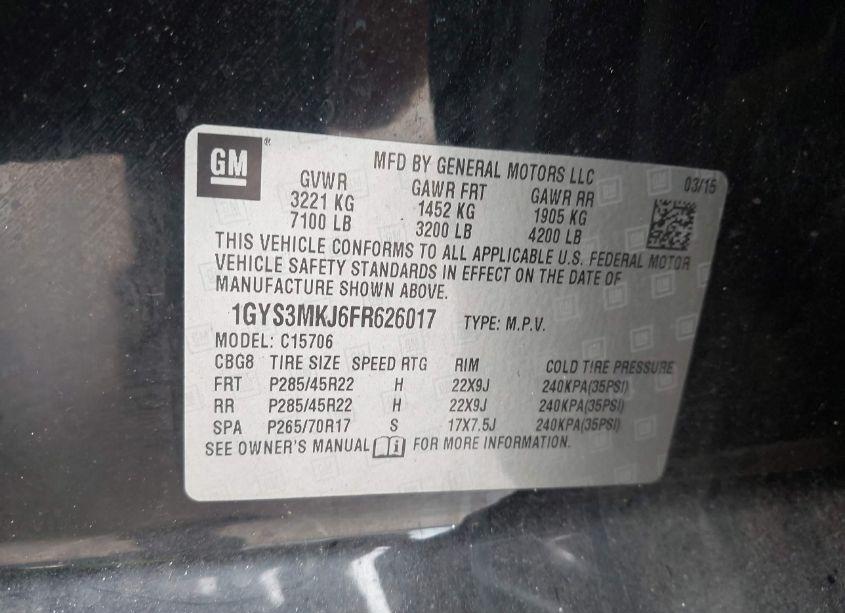 GM®
MFD BY GENERAL MOTORS LLC 03/15
GVWR GAWR FRT GAWR RR
3221 KG 1452 KG 1905 KG
7100 LB 3200 LB 4200 LB
THIS VEHICLE CONFORMS TO ALL APPLICABLE U.S. FEDERAL MOTOR
VEHICLE SAFETY STANDARDS IN EFFECT ON THE DATE OF
MANUFACTURE SHOWN ABOVE.
1GYS3MKJ6FR626017 TYPE: M.P.V.
MODEL: C15706
CBG8 TIRE SIZE SPEED RTG RIM COLD TIRE PRESSURE
FRT P285/45R22 H 22X9J 240KPA(35PSI)
RR P285/45R22 H 22X9J 240KPA(35PSI)
SPA P265/70R17 S 17X7.5J 240KPA(35PSI)
SEE OWNER'S MANUAL FOR MORE INFORMATION.